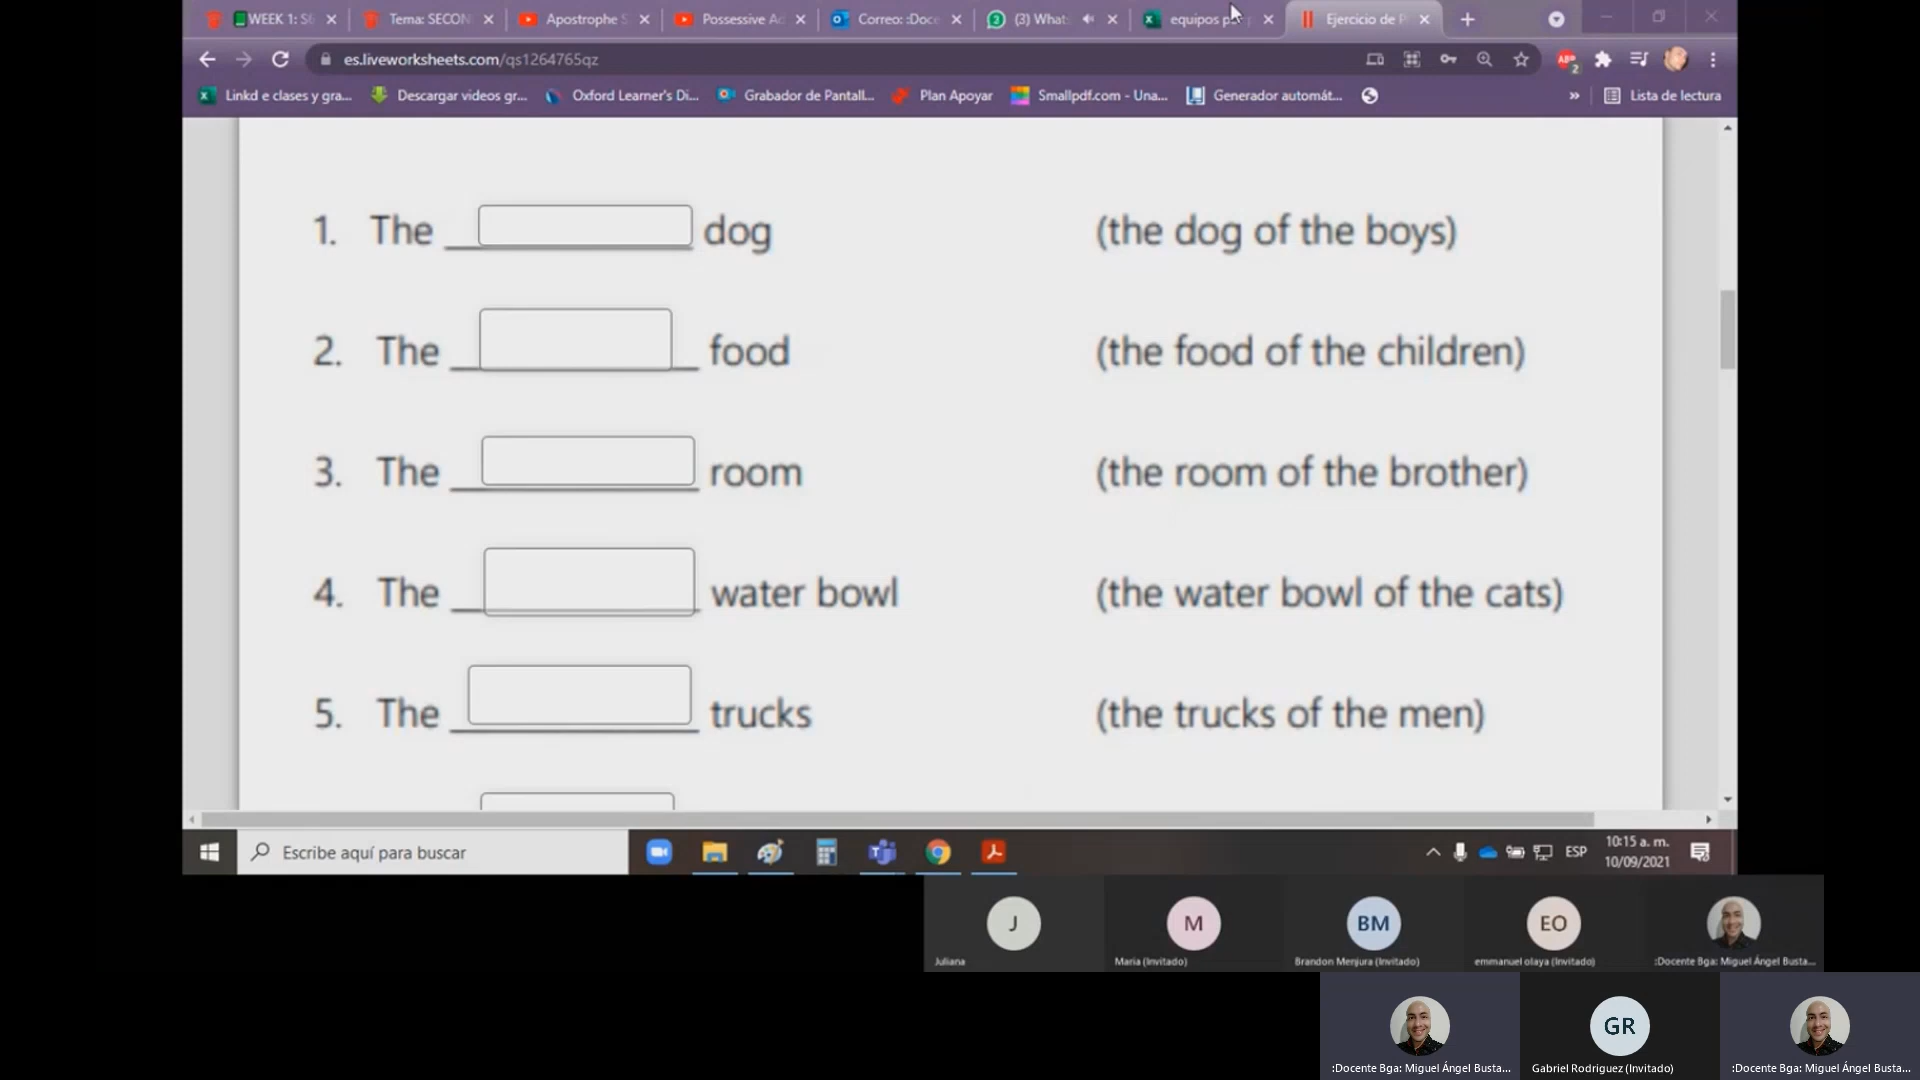 WEEK 1: S
Tema: SECON
Apostrophe S
Possessive Ad
Correo: :Doce
(3) What
equipos p
Ejercicio de P
es.liveworksheets.com/qs1264765qz
ABP
2
Linkd e clases y gra...
Descargar videos gr...
Oxford Learner's Di...
Grabador de Pantall...
Plan Apoyar
Smallpdf.com - Una...
Generador automát...
»
Lista de lectura
1. The dog (the dog of the boys)
2. The food (the food of the children)
3. The room (the room of the brother)
4. The water bowl (the water bowl of the cats)
5. The trucks (the trucks of the men)
Escribe aquí para buscar
ESP
10:15 a. m.
10/09/2021
J
Juliana
M
Maria (Invitado)
BM
Brandon Menjura (Invitado)
EO
emmanuel olaya (Invitado)
:Docente Bga: Miguel Ángel Busta...
:Docente Bga: Miguel Ángel Busta...
GR
Gabriel Rodriguez (Invitado)
:Docente Bga: Miguel Ángel Busta...